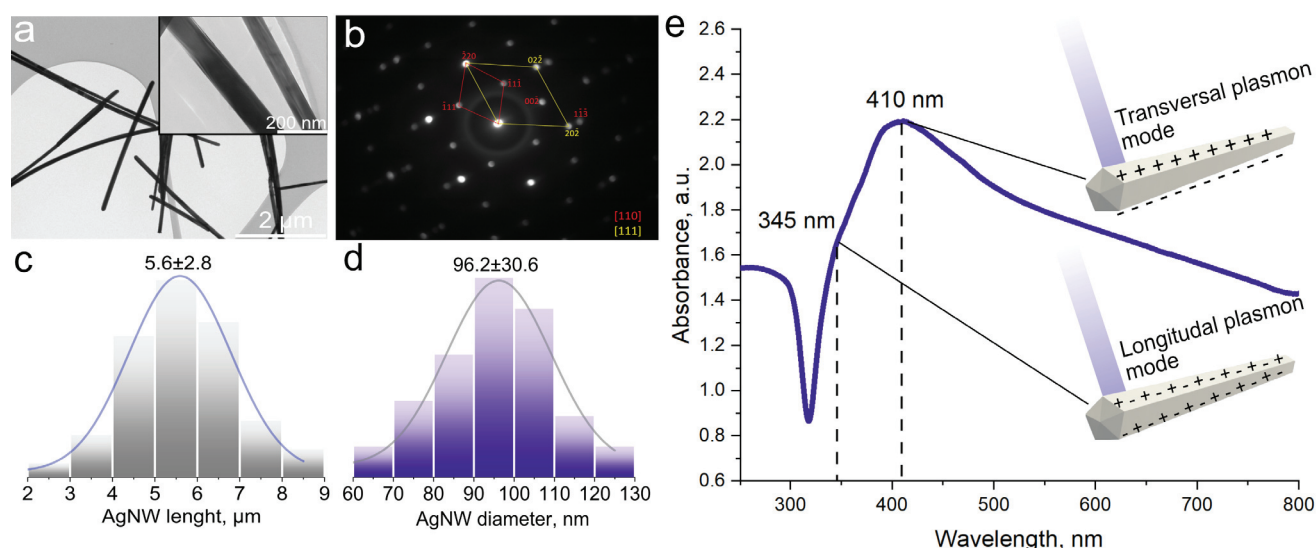 a
200 nm
2 µm
b
2̄20
02̄2̄
1̄1̄1̄
002̄
1̄11̄
11̄3̄
202̄
[110]
[111]
c
5.6±2.8
2 3 4 5 6 7 8 9
AgNW lenght, µm
d
96.2±30.6
60 70 80 90 100 110 120 130
AgNW diameter, nm
e
2.6
2.4
2.2
2.0
1.8
1.6
1.4
1.2
1.0
0.8
0.6
Absorbance, a.u.
410 nm
345 nm
Transversal plasmon
mode
+ + + + + + + + +
Longitudal plasmon
mode
300 400 500 600 700 800
Wavelength, nm